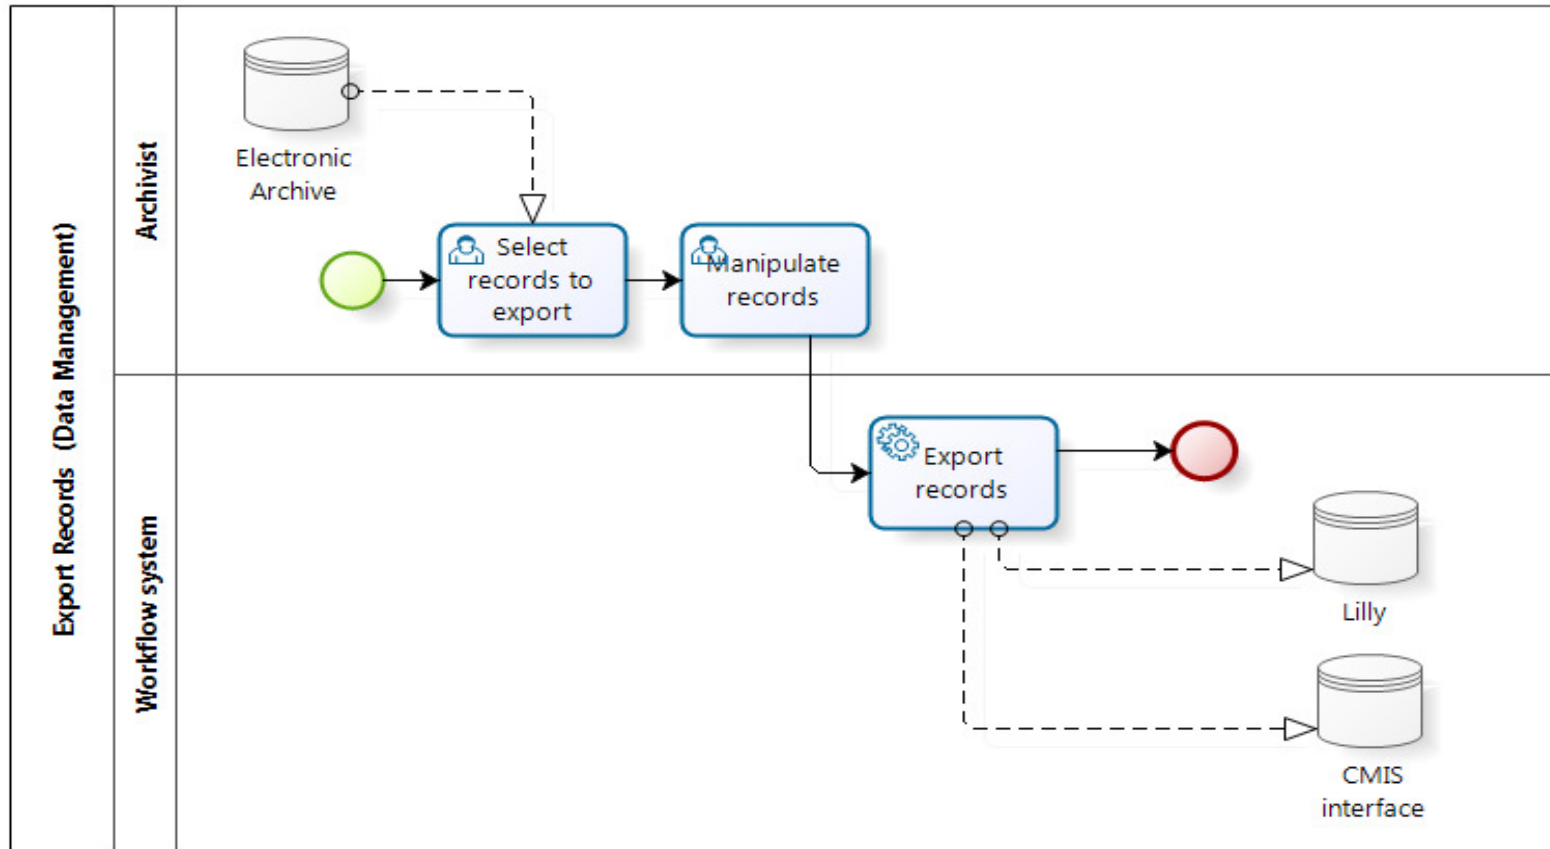 Export Records  (Data Management)
Archivist
Electronic
Archive
Select
records to
export
Manipulate
records
Workflow system
Export
records
Lilly
CMIS
interface